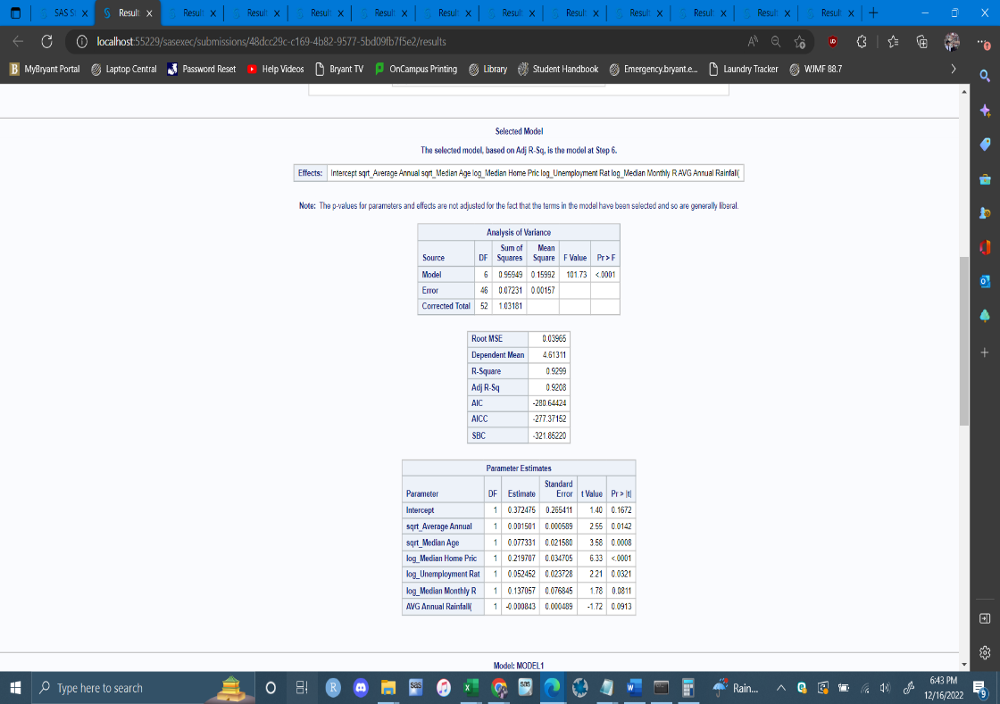 SAS S
Result
Result
Result
Result
Result
Result
Result
Result
Result
Result
Result
Result
localhost:55229/sasexec/submissions/48dcc29c-c169-4b82-9577-5bd09fb7f5e2/results
MyBryant Portal Laptop Central Password Reset Help Videos Bryant TV OnCampus Printing Library Student Handbook Emergency.bryant.e... Laundry Tracker WJMF 88.7
Selected Model
The selected model, based on Adj R-Sq, is the model at Step 6.
Effects: Intercept sqrt_Average Annual sqrt_Median Age log_Median Home Pric log_Unemployment Rat log_Median Monthly R AVG Annual Rainfall(
Note: The p-values for parameters and effects are not adjusted for the fact that the terms in the model have been selected and so are generally liberal.
Analysis of Variance
Source DF Sum of Squares Mean Square F Value Pr > F
Model 6 0.95949 0.15992 101.73 <.0001
Error 46 0.07231 0.00157
Corrected Total 52 1.03181
Root MSE 0.03965
Dependent Mean 4.61311
R-Square 0.9299
Adj R-Sq 0.9208
AIC -280.64424
AICC -277.37152
SBC -321.85220
Parameter Estimates
Parameter DF Estimate Standard Error t Value Pr > |t|
Intercept 1 0.372475 0.265411 1.40 0.1672
sqrt_Average Annual 1 0.001501 0.000589 2.55 0.0142
sqrt_Median Age 1 0.077331 0.021580 3.58 0.0008
log_Median Home Pric 1 0.219707 0.034705 6.33 <.0001
log_Unemployment Rat 1 0.052452 0.023728 2.21 0.0321
log_Median Monthly R 1 0.137057 0.076845 1.78 0.0811
AVG Annual Rainfall( 1 -0.000843 0.000489 -1.72 0.0913
Model: MODEL1
Type here to search
Rain...
6:43 PM
12/16/2022
9